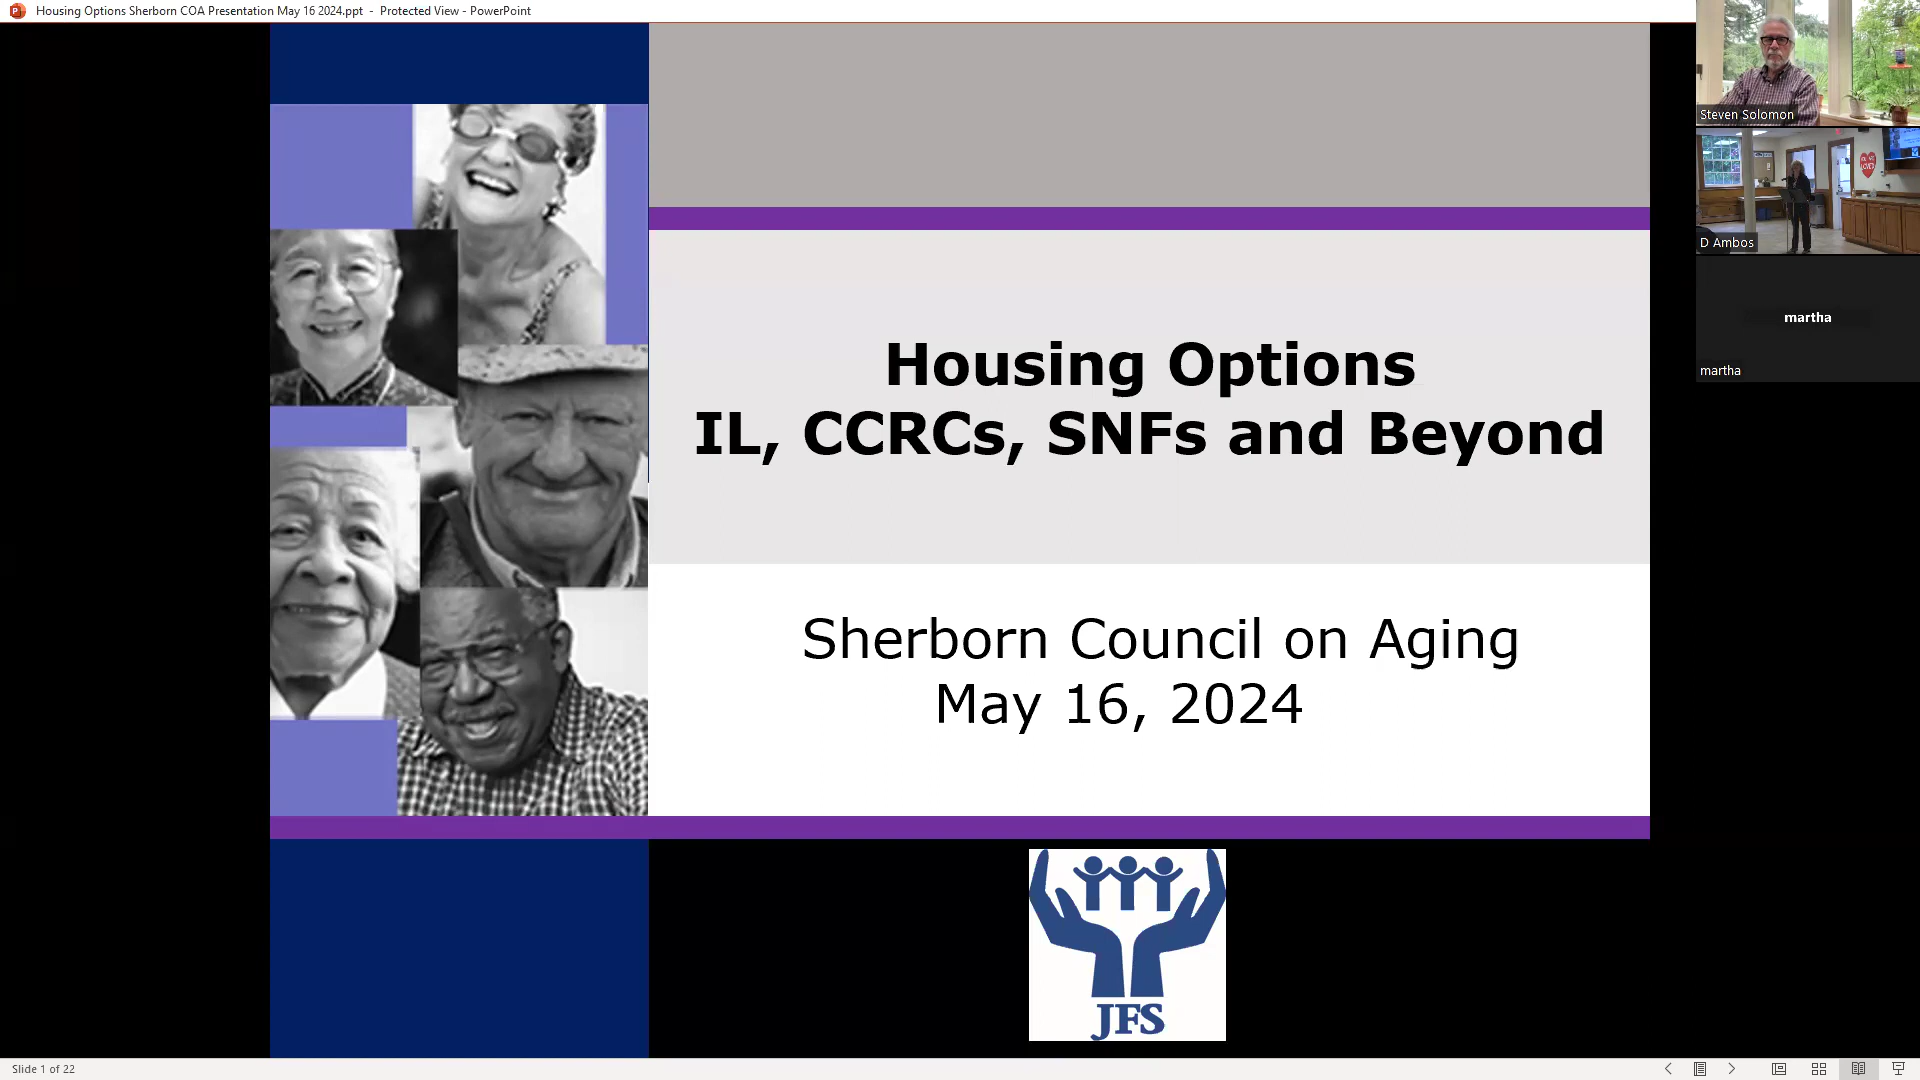 Housing Options Sherborn COA Presentation May 16 2024.ppt - Protected View - PowerPoint
Steven Solomon
D Ambos
martha
martha
Housing Options
IL, CCRCs, SNFs and Beyond
Sherborn Council on Aging
May 16, 2024
JFS
Slide 1 of 22